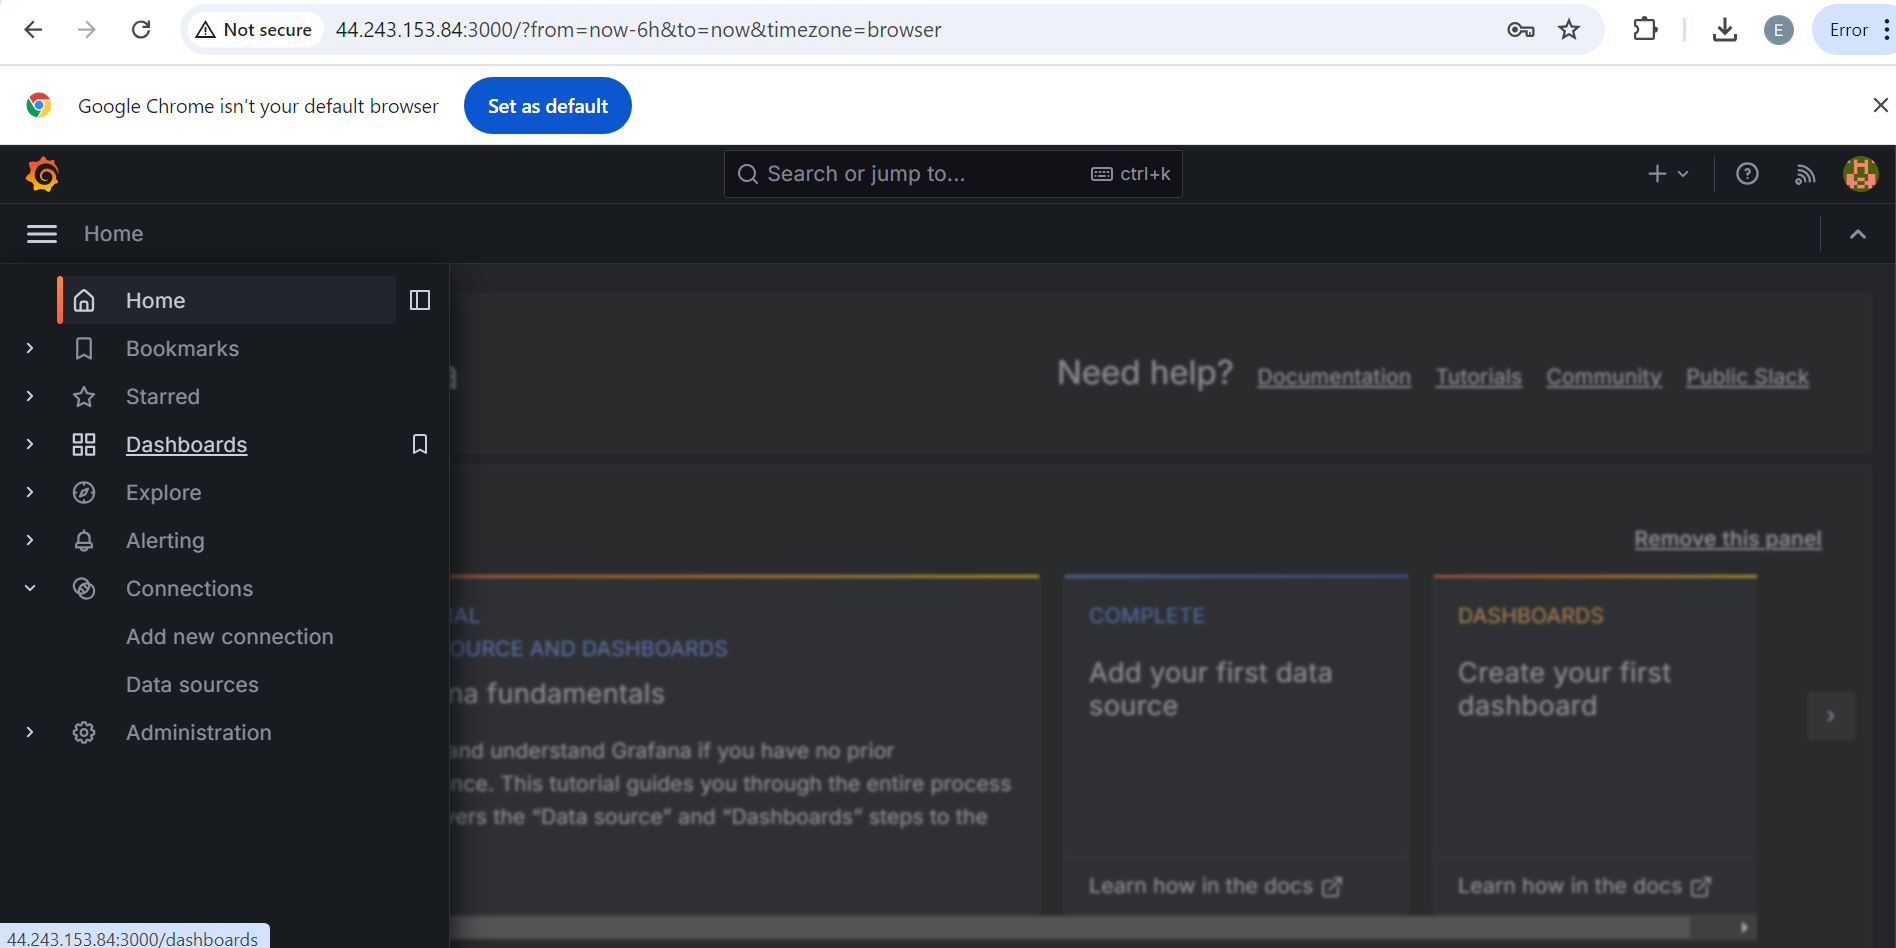 Not secure 44.243.153.84:3000/?from=now-6h&to=now&timezone=browser E Error
Google Chrome isn't your default browser Set as default
Search or jump to... ctrl+k
Home
Home
Bookmarks
Starred
Dashboards
Explore
Alerting
Connections
Add new connection
Data sources
Administration
Need help? Documentation Tutorials Community Public Slack
Remove this panel
OURCE AND DASHBOARDS
na fundamentals
and understand Grafana if you have no prior
nce. This tutorial guides you through the entire process
vers the “Data source” and “Dashboards” steps to the
COMPLETE
Add your first data
source
Learn how in the docs
DASHBOARDS
Create your first
dashboard
Learn how in the docs
44.243.153.84:3000/dashboards